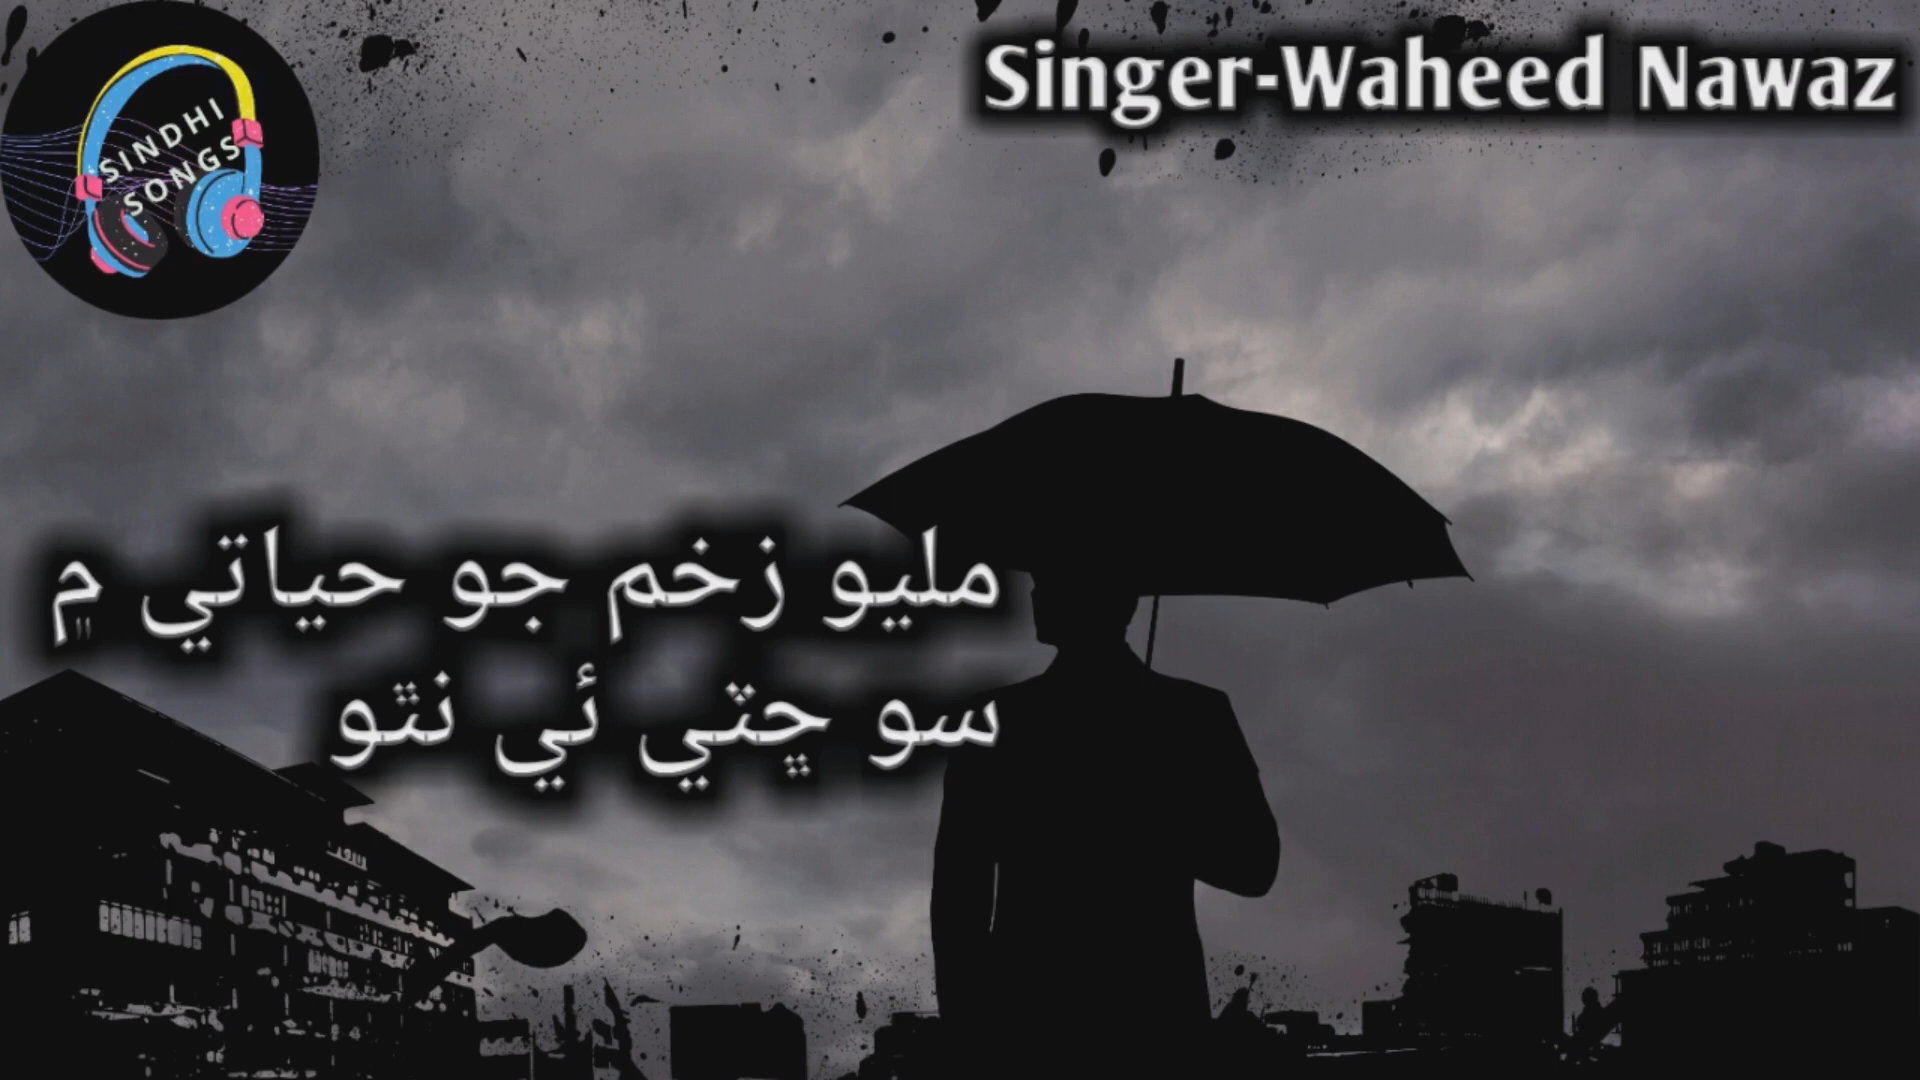 SINDHI
SONGS
Singer-Waheed Nawaz
مليو زخم جو حياتي ۾
سو ڇٽي ئي نٿو